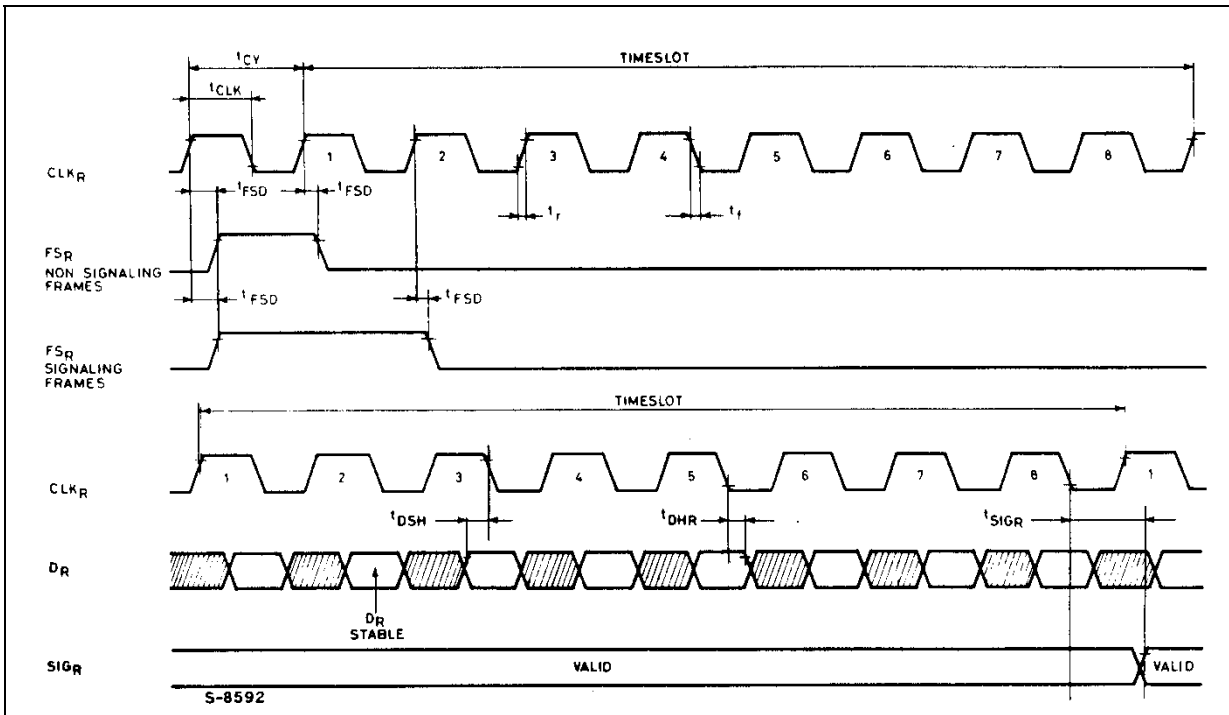 tCY
TIMESLOT
tCLK
1 2 3 4 5 6 7 8
CLKR
tFSD tFSD
tr tf
FSR
NON SIGNALING
FRAMES
tFSD tFSD
FSR
SIGNALING
FRAMES
TIMESLOT
1 2 3 4 5 6 7 8 1
CLKR
tDSH tDHR tSIGR
DR
DR
STABLE
SIGR VALID VALID
S-8592